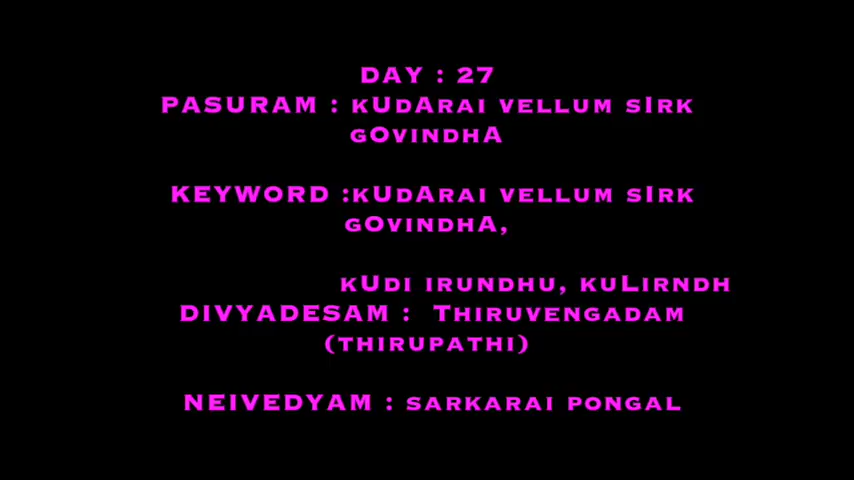 DAY : 27
PASURAM : kUdArai vellum sIrk
gOvindhA
KEYWORD :kUdArai vellum sIrk
gOvindhA,
kUdi irundhu, kuLirndh
DIVYADESAM : Thiruvengadam
(thirupathi)
NEIVEDYAM : sarkarai pongal